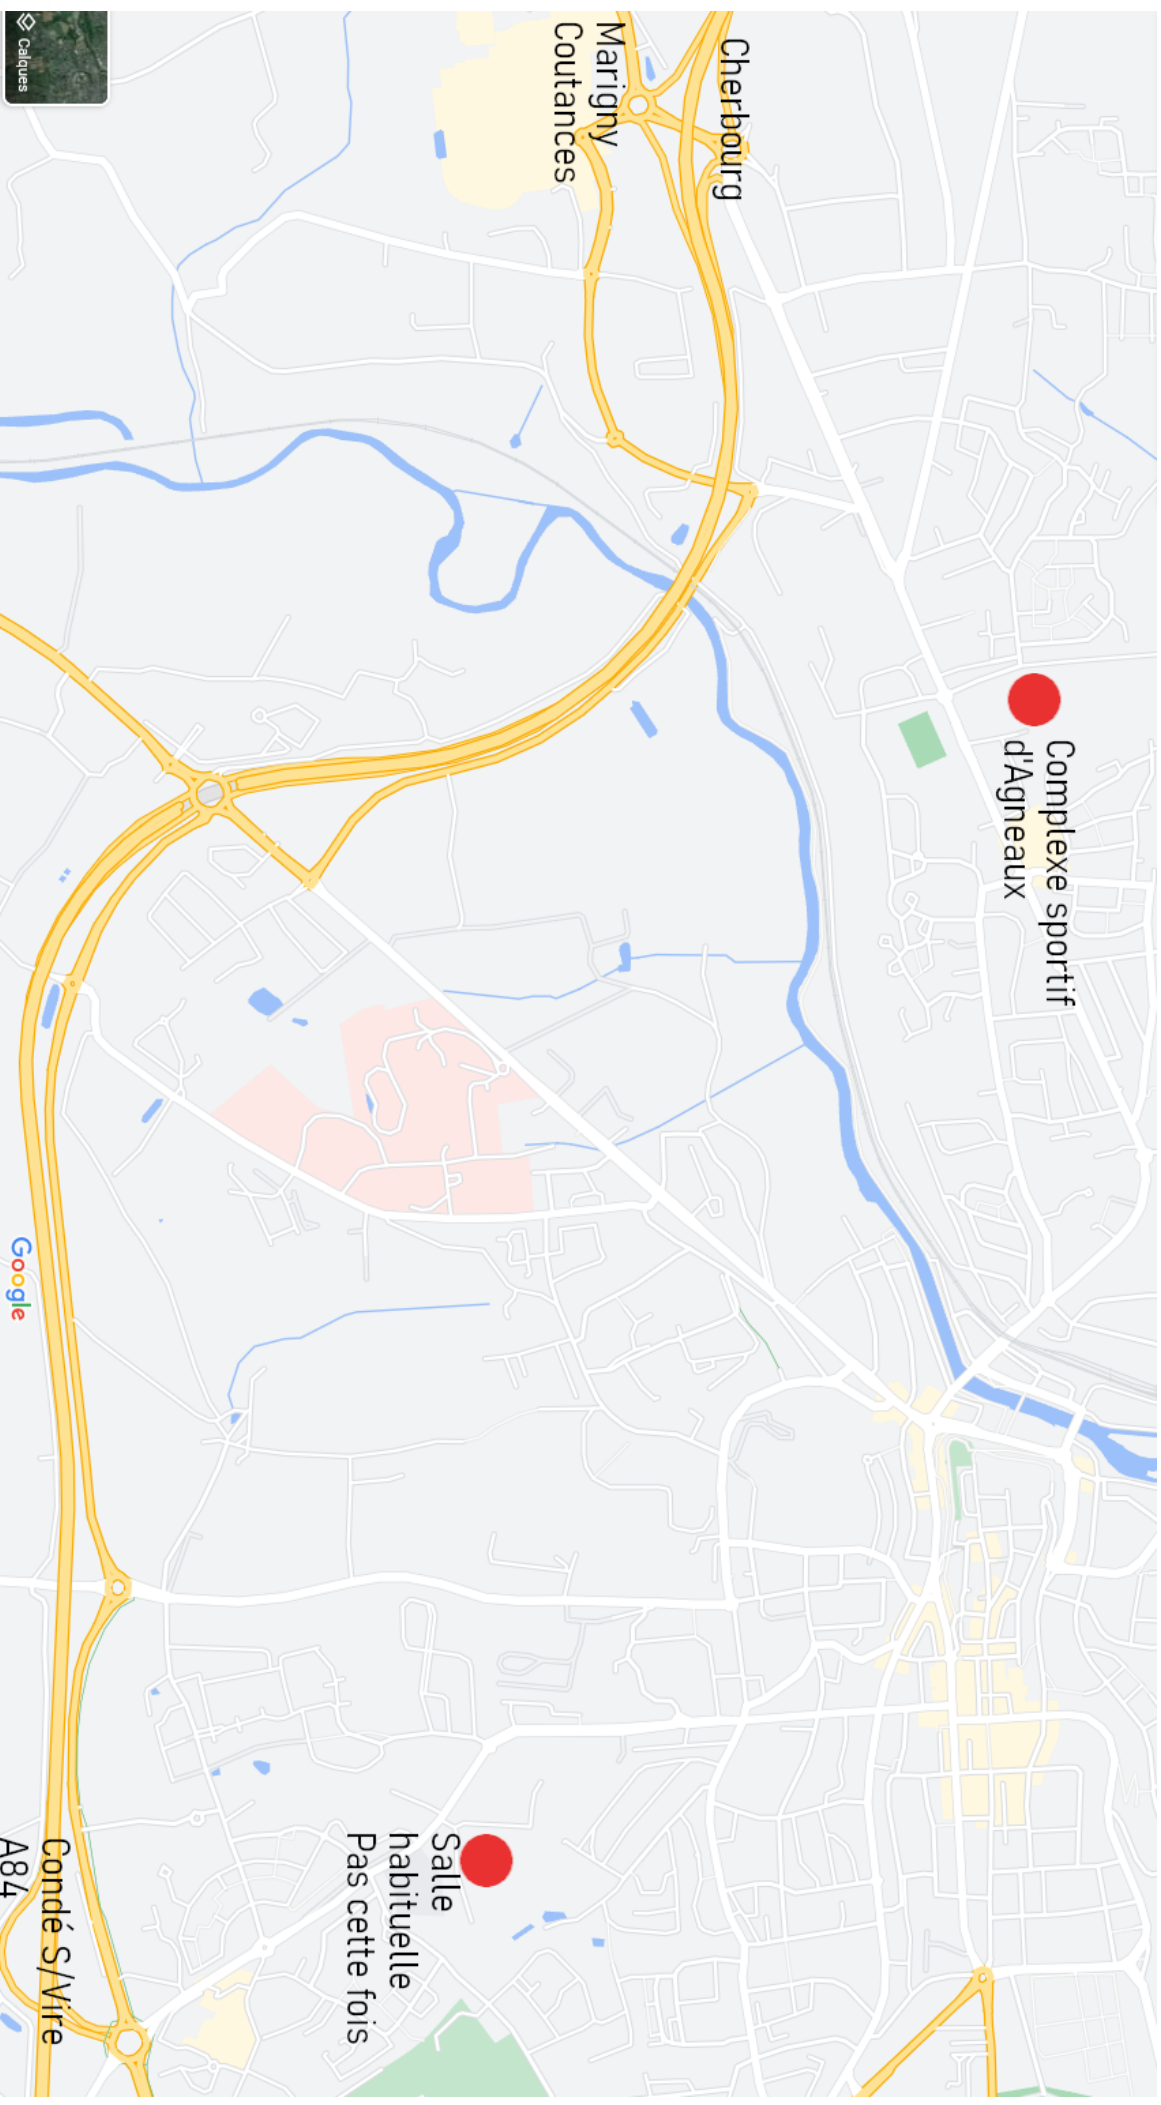 Cherbourg
Marigny
Coutances
Complexe sportif
d'Agneaux
Salle
habituelle
Pas cette fois
Condé S/Vire
A84
Calques
Google